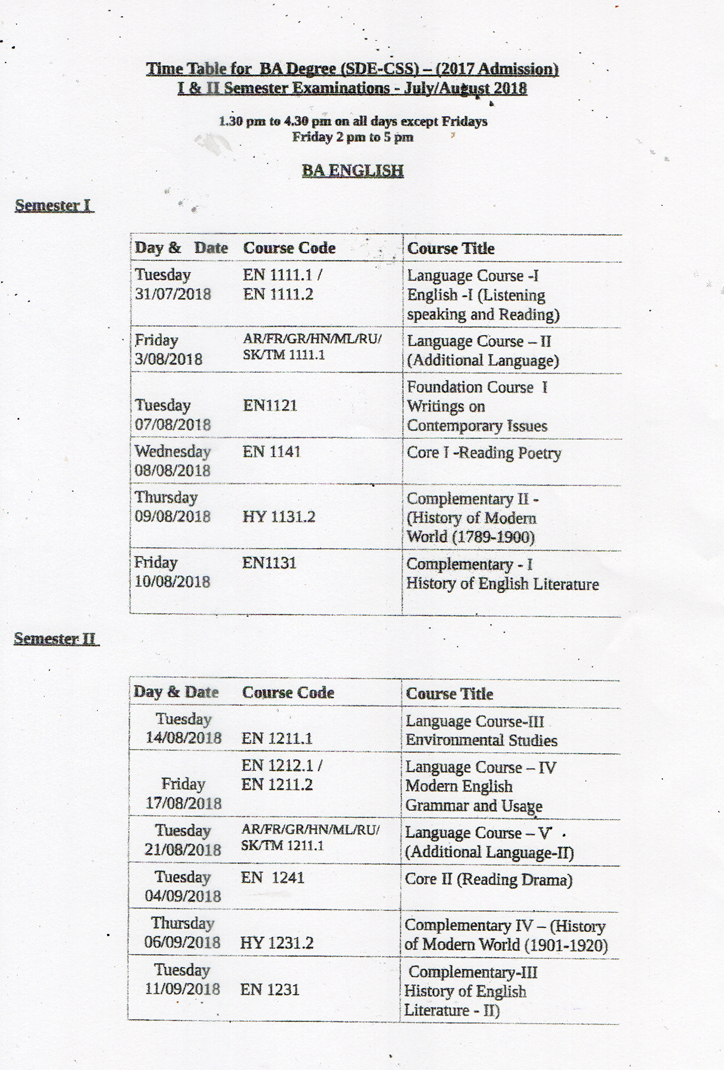 Time Table for BA Degree (SDE-CSS) – (2017 Admission)
I & II Semester Examinations - July/August 2018
1.30 pm to 4.30 pm on all days except Fridays
Friday 2 pm to 5 pm
BA ENGLISH
Semester I
Day & Date Course Code Course Title
Tuesday EN 1111.1 / Language Course -I
31/07/2018 EN 1111.2 English -I (Listening
speaking and Reading)
Friday AR/FR/GR/HN/ML/RU/ Language Course – II
3/08/2018 SK/TM 1111.1 (Additional Language)
Foundation Course I
Tuesday EN1121 Writings on
07/08/2018 Contemporary Issues
Wednesday EN 1141 Core I -Reading Poetry
08/08/2018
Thursday Complementary II -
09/08/2018 HY 1131.2 (History of Modern
World (1789-1900)
Friday EN1131 Complementary - I
10/08/2018 History of English Literature
Semester II
Day & Date Course Code Course Title
Tuesday Language Course-III
14/08/2018 EN 1211.1 Environmental Studies
EN 1212.1 / Language Course – IV
Friday EN 1211.2 Modern English
17/08/2018 Grammar and Usage
Tuesday AR/FR/GR/HN/ML/RU/ Language Course – V
21/08/2018 SK/TM 1211.1 (Additional Language-II)
Tuesday EN 1241 Core II (Reading Drama)
04/09/2018
Thursday Complementary IV – (History
06/09/2018 HY 1231.2 of Modern World (1901-1920)
Tuesday Complementary-III
11/09/2018 EN 1231 History of English
Literature - II)